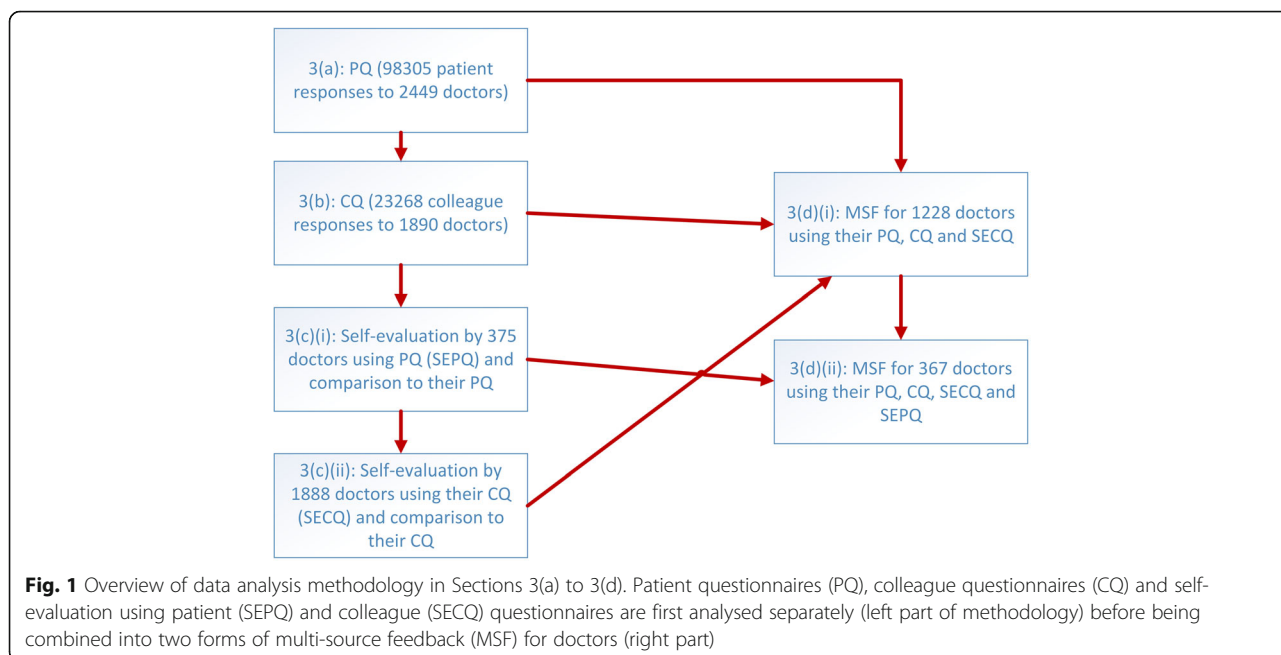 3(a): PQ (98305 patient
responses to 2449 doctors)
3(b): CQ (23268 colleague
responses to 1890 doctors)
3(c)(i): Self-evaluation by 375
doctors using PQ (SEPQ) and
comparison to their PQ
3(c)(ii): Self-evaluation by
1888 doctors using their CQ
(SECQ) and comparison to
their CQ
3(d)(i): MSF for 1228 doctors
using their PQ, CQ and SECQ
3(d)(ii): MSF for 367 doctors
using their PQ, CQ, SECQ and
SEPQ
Fig. 1 Overview of data analysis methodology in Sections 3(a) to 3(d). Patient questionnaires (PQ), colleague questionnaires (CQ) and self-
evaluation using patient (SEPQ) and colleague (SECQ) questionnaires are first analysed separately (left part of methodology) before being
combined into two forms of multi-source feedback (MSF) for doctors (right part)